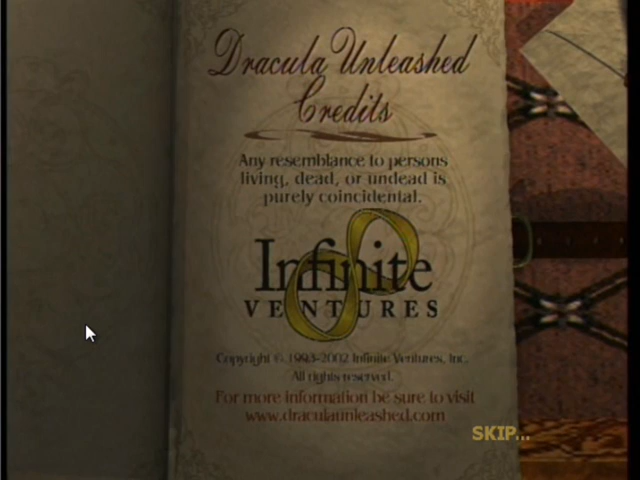 Dracula Unleashed
Credits
Any resemblance to persons
living, dead, or undead is
purely coincidental.
Infinite
VENTURES
Copyright © 1993-2002 Infinite Ventures, Inc.
All rights reserved.
For more information be sure to visit
www.draculaunleashed.com
SKIP...